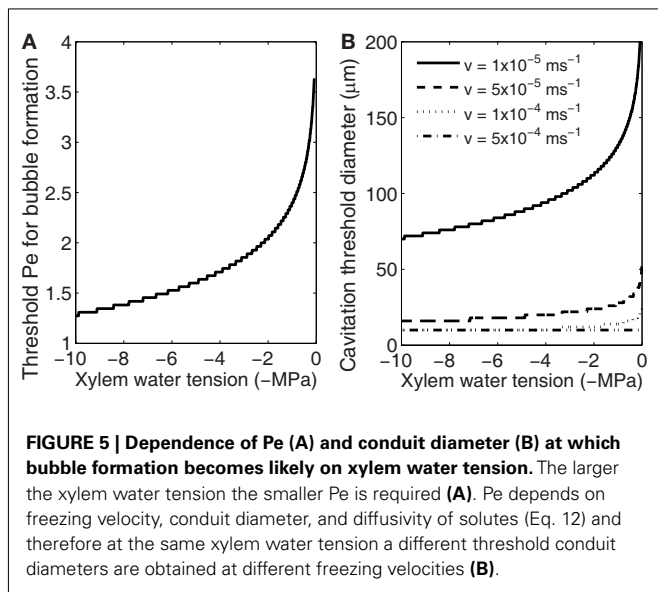 A
4
3.5
3
2.5
2
1.5
1
Threshold Pe for bubble formation
-10 -8 -6 -4 -2 0
Xylem water tension (−MPa)
B
200
150
100
50
0
Cavitation threshold diameter (μm)
v = 1x10⁻⁵ ms⁻¹
v = 5x10⁻⁵ ms⁻¹
v = 1x10⁻⁴ ms⁻¹
v = 5x10⁻⁴ ms⁻¹
-10 -8 -6 -4 -2 0
Xylem water tension (−MPa)
FIGURE 5 | Dependence of Pe (A) and conduit diameter (B) at which
bubble formation becomes likely on xylem water tension. The larger
the xylem water tension the smaller Pe is required (A). Pe depends on
freezing velocity, conduit diameter, and diffusivity of solutes (Eq. 12) and
therefore at the same xylem water tension a different threshold conduit
diameters are obtained at different freezing velocities (B).